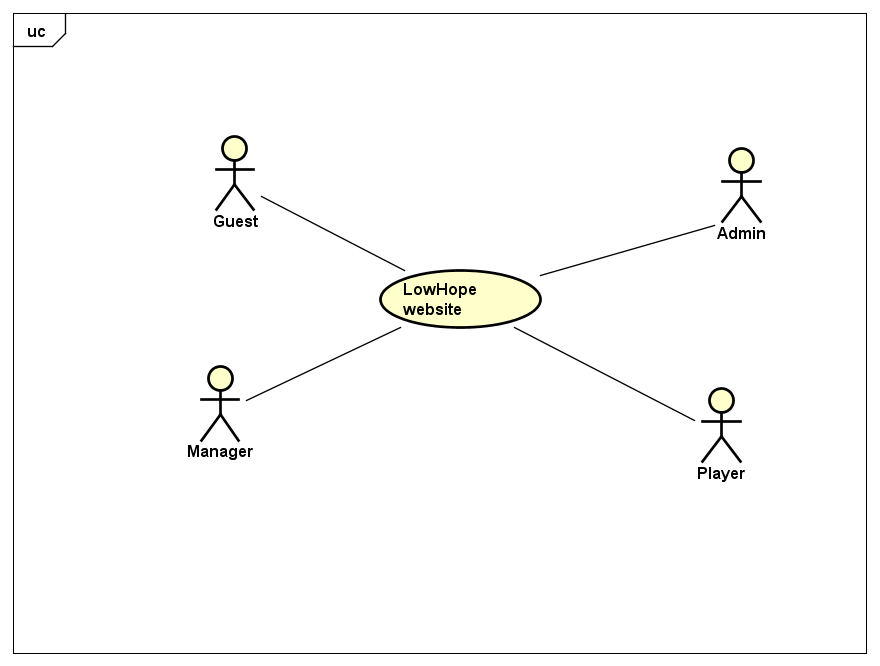 uc
Guest
Admin
LowHope
website
Manager
Player